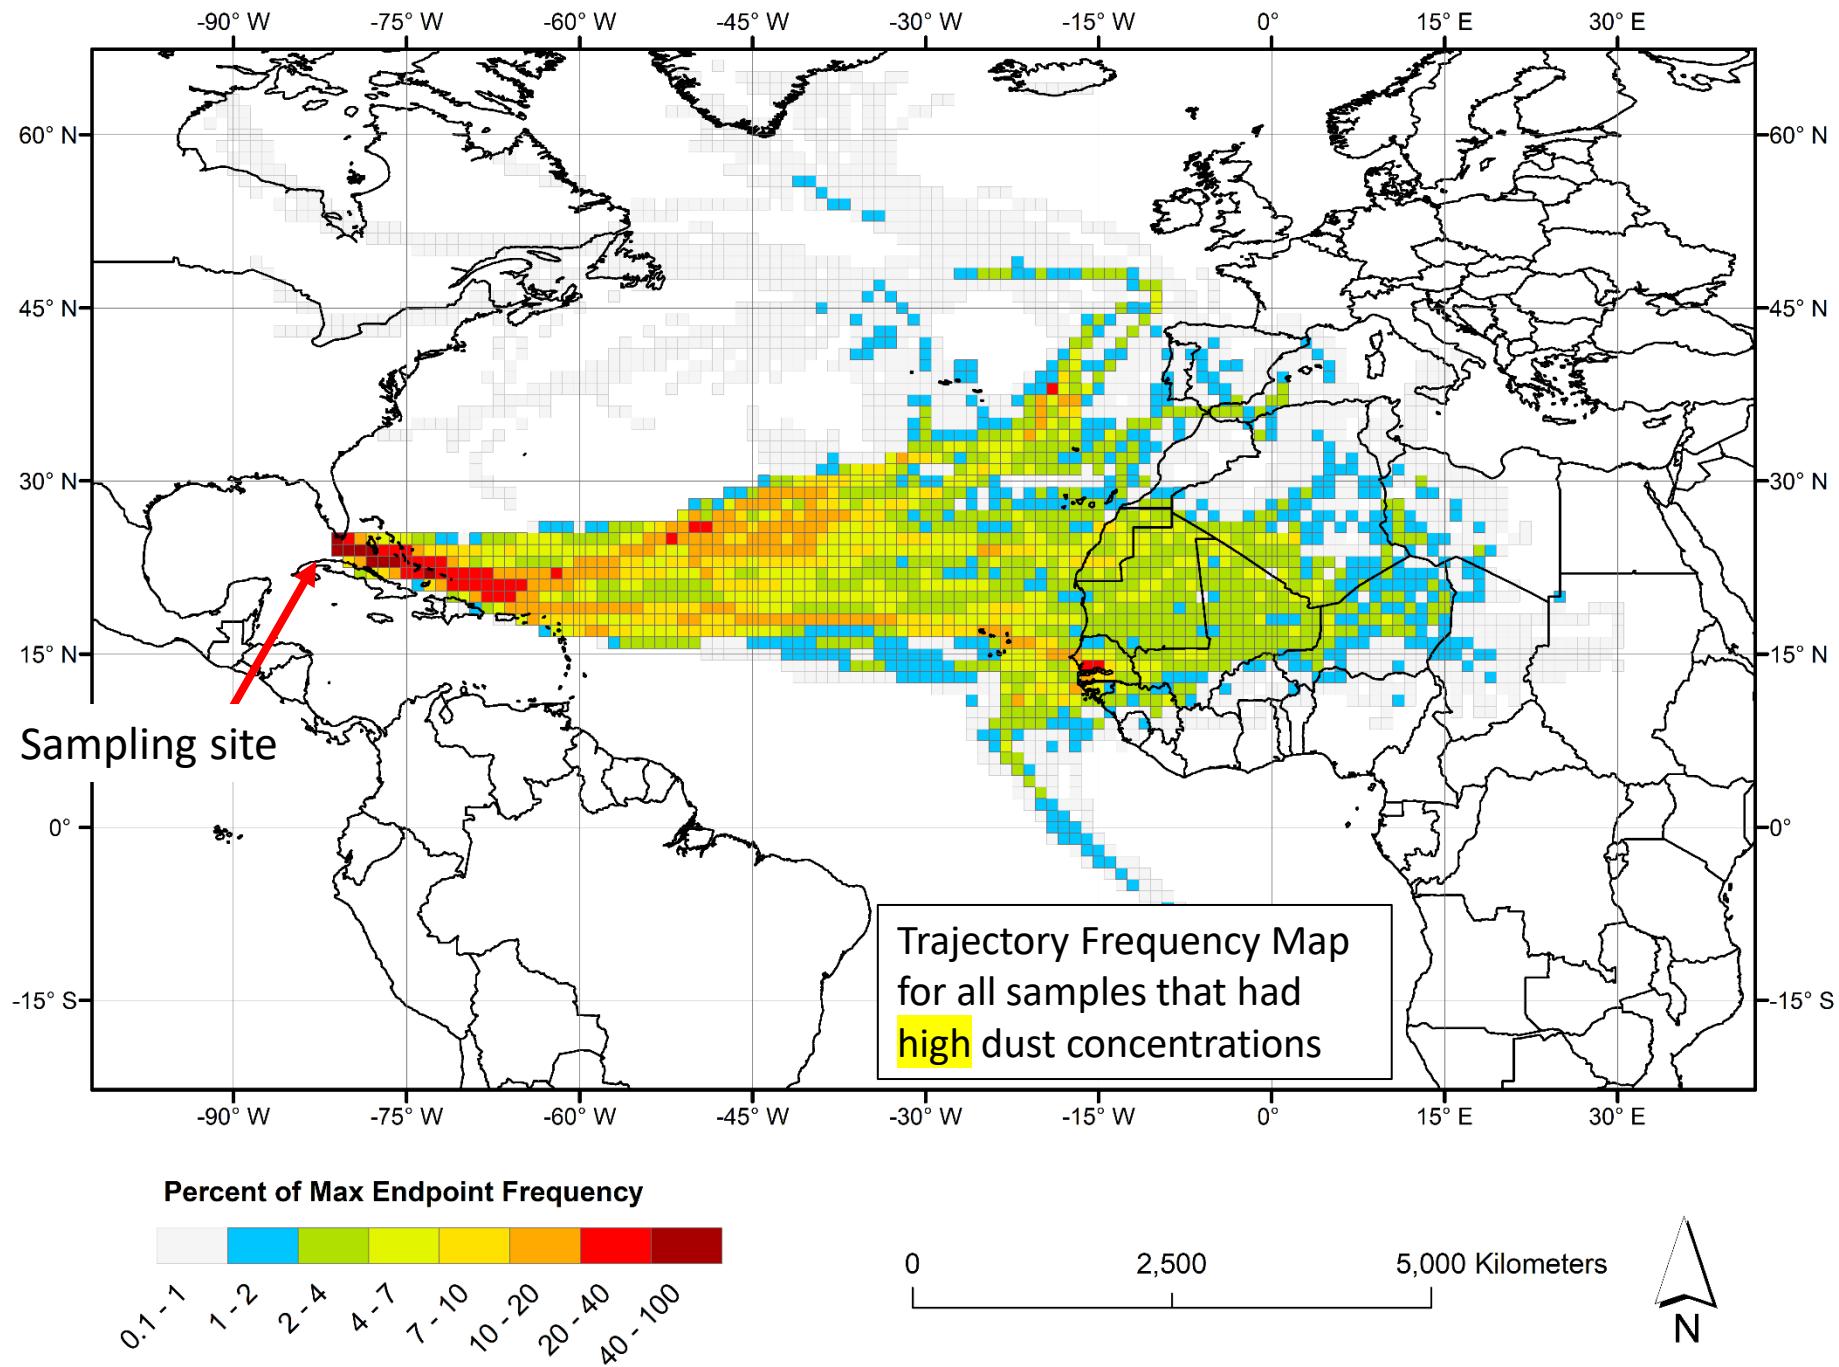 -90° W -75° W -60° W -45° W -30° W -15° W 0° 15° E 30° E
60° N 60° N
45° N 45° N
30° N 30° N
15° N 15° N
Sampling site
0° 0°
Trajectory Frequency Map
for all samples that had
high dust concentrations
-15° S -15° S
-90° W -75° W -60° W -45° W -30° W -15° W 0° 15° E 30° E
Percent of Max Endpoint Frequency
0.1 - 1 1 - 2 2 - 4 4 - 7 7 - 10 10 - 20 20 - 40 40 - 100
0 2,500 5,000 Kilometers
N